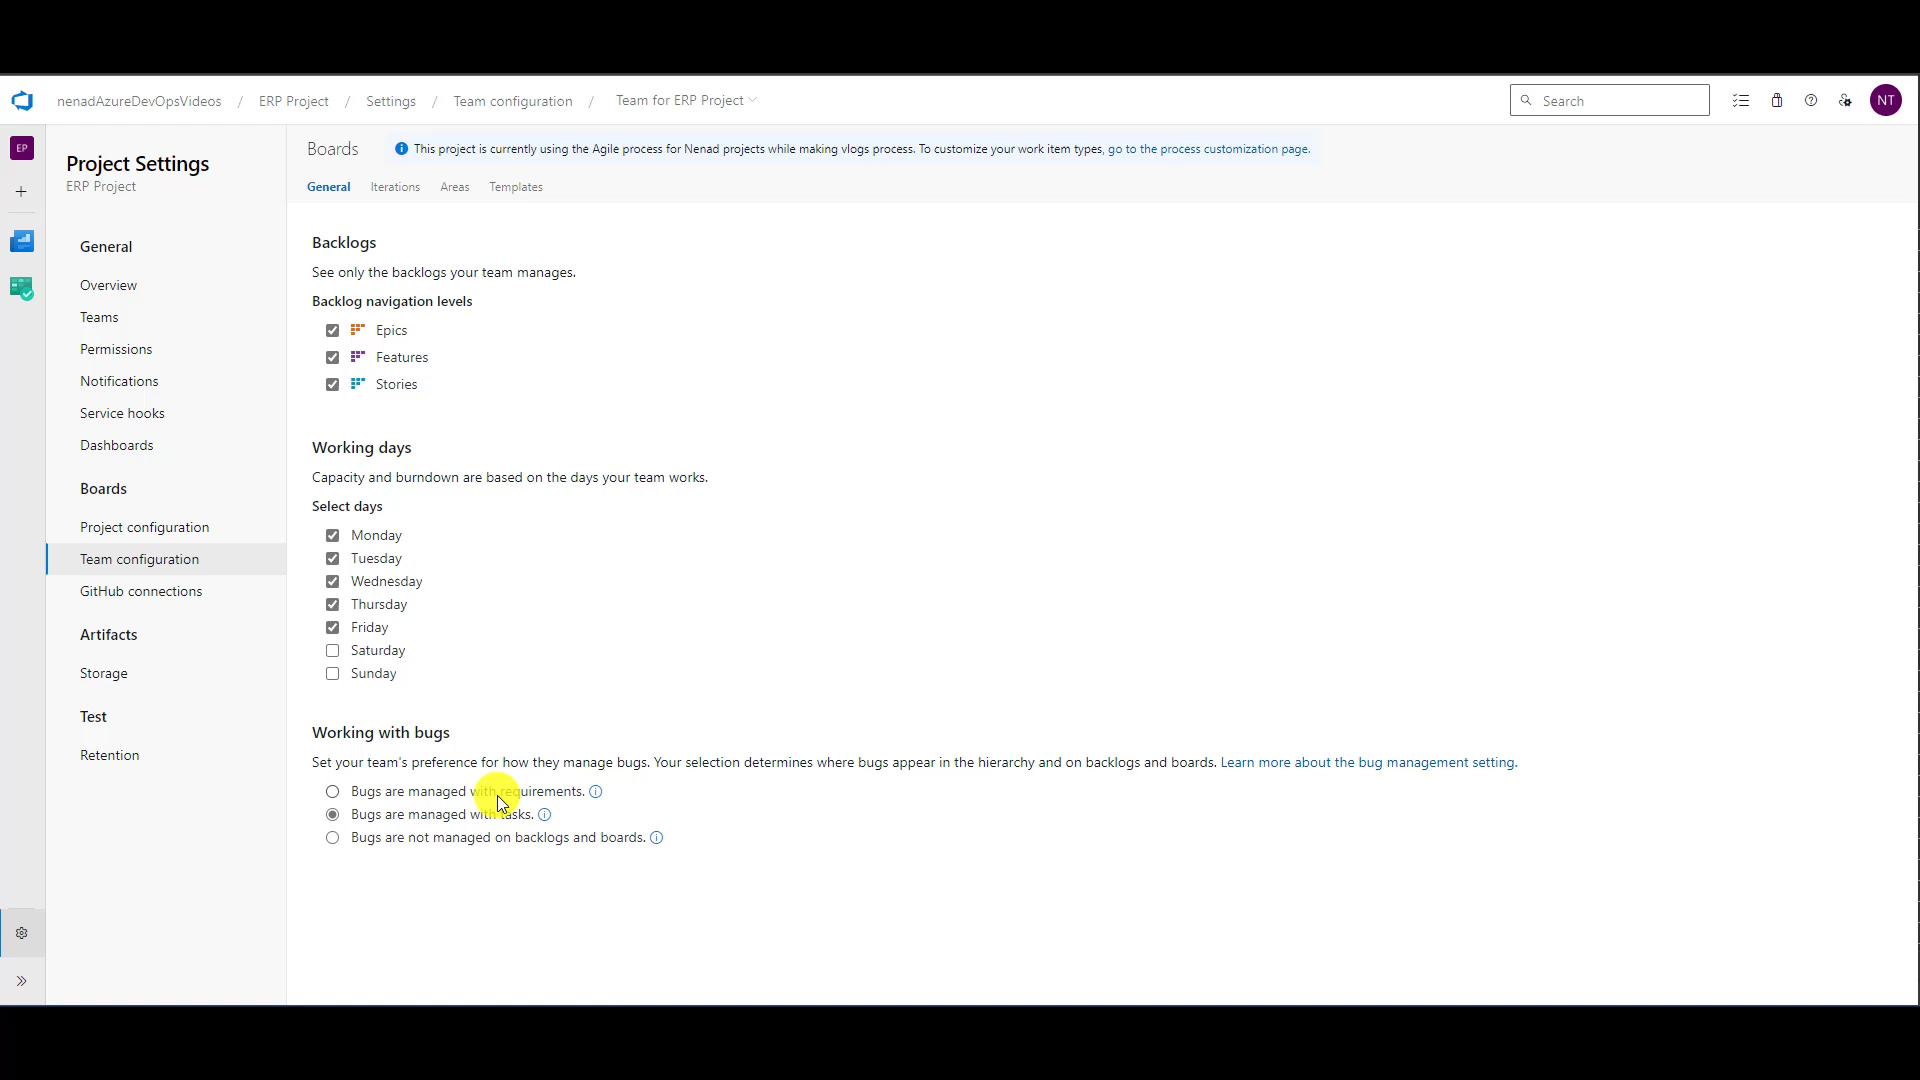 nenadAzureDevOpsVideos / ERP Project / Settings / Team configuration / Team for ERP Project
Search
NT
EP
Project Settings
ERP Project
General
Overview
Teams
Permissions
Notifications
Service hooks
Dashboards
Boards
Project configuration
Team configuration
GitHub connections
Artifacts
Storage
Test
Retention
Boards
This project is currently using the Agile process for Nenad projects while making vlogs process. To customize your work item types, go to the process customization page.
General Iterations Areas Templates
Backlogs
See only the backlogs your team manages.
Backlog navigation levels
Epics
Features
Stories
Working days
Capacity and burndown are based on the days your team works.
Select days
Monday
Tuesday
Wednesday
Thursday
Friday
Saturday
Sunday
Working with bugs
Set your team's preference for how they manage bugs. Your selection determines where bugs appear in the hierarchy and on backlogs and boards. Learn more about the bug management setting.
Bugs are managed with requirements.
Bugs are managed with tasks.
Bugs are not managed on backlogs and boards.